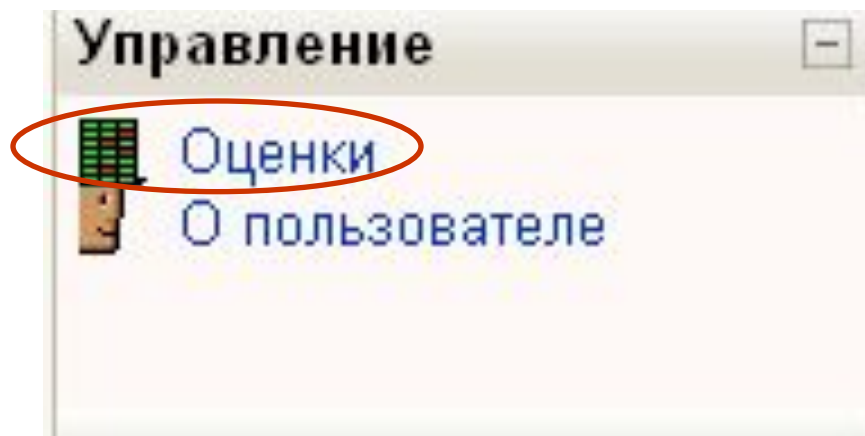 Управление
Оценки
О пользователе